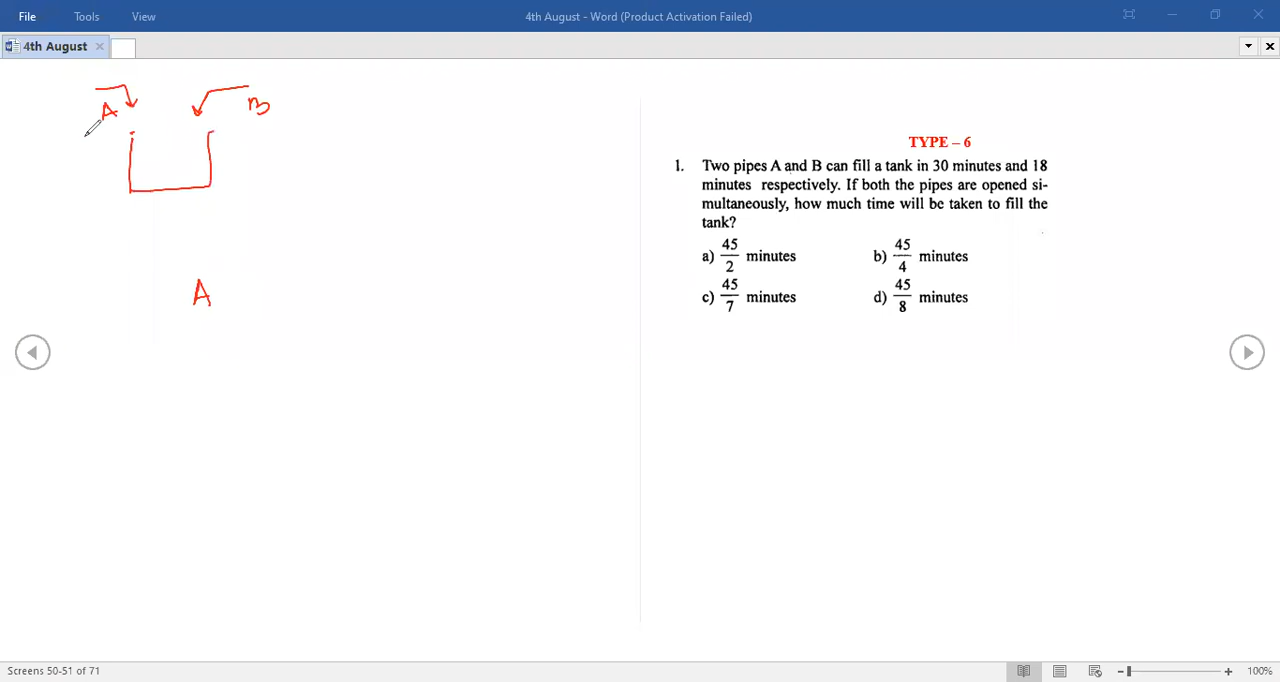 File Tools View 4th August - Word (Product Activation Failed)
4th August
A B
A
TYPE – 6
1. Two pipes A and B can fill a tank in 30 minutes and 18
minutes respectively. If both the pipes are opened si-
multaneously, how much time will be taken to fill the
tank?
a) 45/2 minutes b) 45/4 minutes
c) 45/7 minutes d) 45/8 minutes
Screens 50-51 of 71 100%